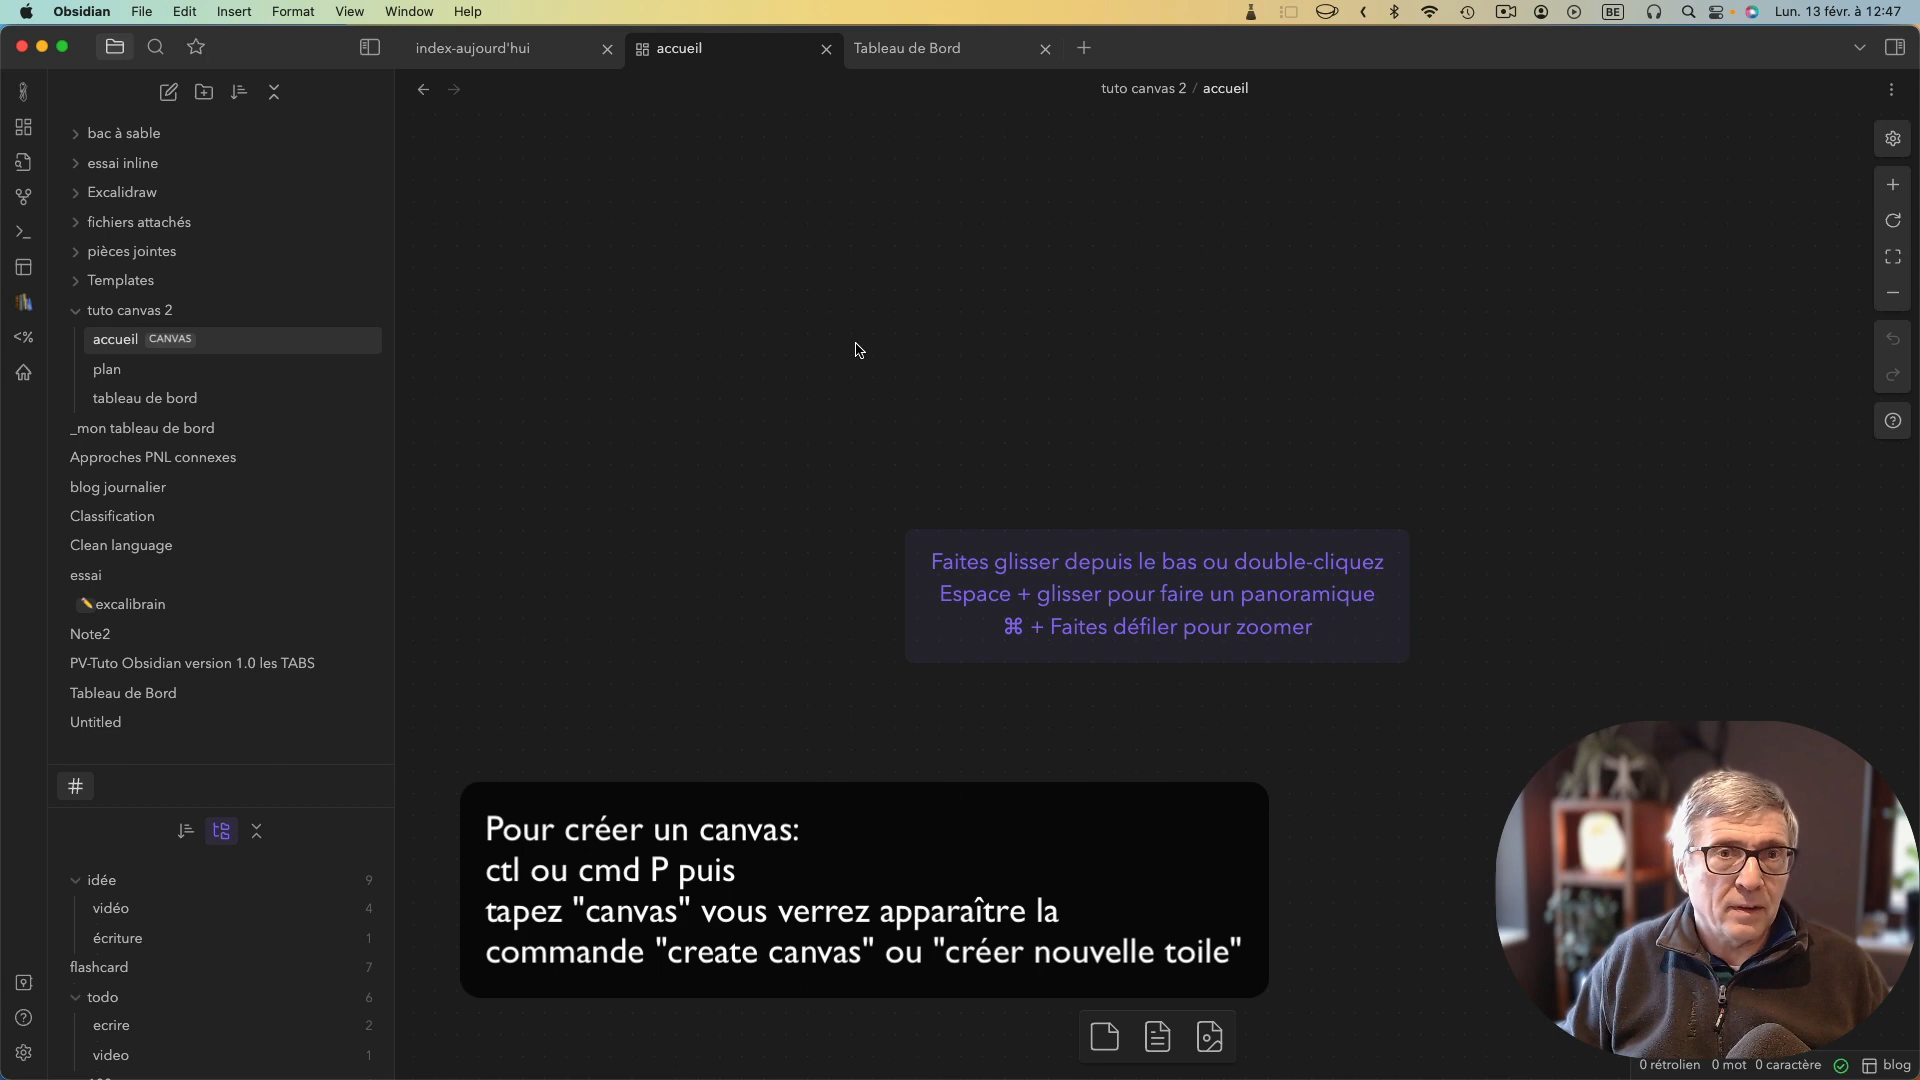 Obsidian File Edit Insert Format View Window Help
BE
Lun. 13 févr. à 12:47
index-aujourd'hui
accueil
Tableau de Bord
tuto canvas 2 / accueil
bac à sable
essai inline
Excalidraw
fichiers attachés
pièces jointes
Templates
tuto canvas 2
accueil CANVAS
plan
tableau de bord
_mon tableau de bord
Approches PNL connexes
blog journalier
Classification
Clean language
essai
excalibrain
Note2
PV-Tuto Obsidian version 1.0 les TABS
Tableau de Bord
Untitled
<%
#
idée 9
vidéo 4
écriture 1
flashcard 7
todo 6
ecrire 2
video 1
Faites glisser depuis le bas ou double-cliquez
Espace + glisser pour faire un panoramique
⌘ + Faites défiler pour zoomer
Pour créer un canvas:
ctl ou cmd P puis
tapez "canvas" vous verrez apparaître la
commande "create canvas" ou "créer nouvelle toile"
0 rétrolien 0 mot 0 caractère blog